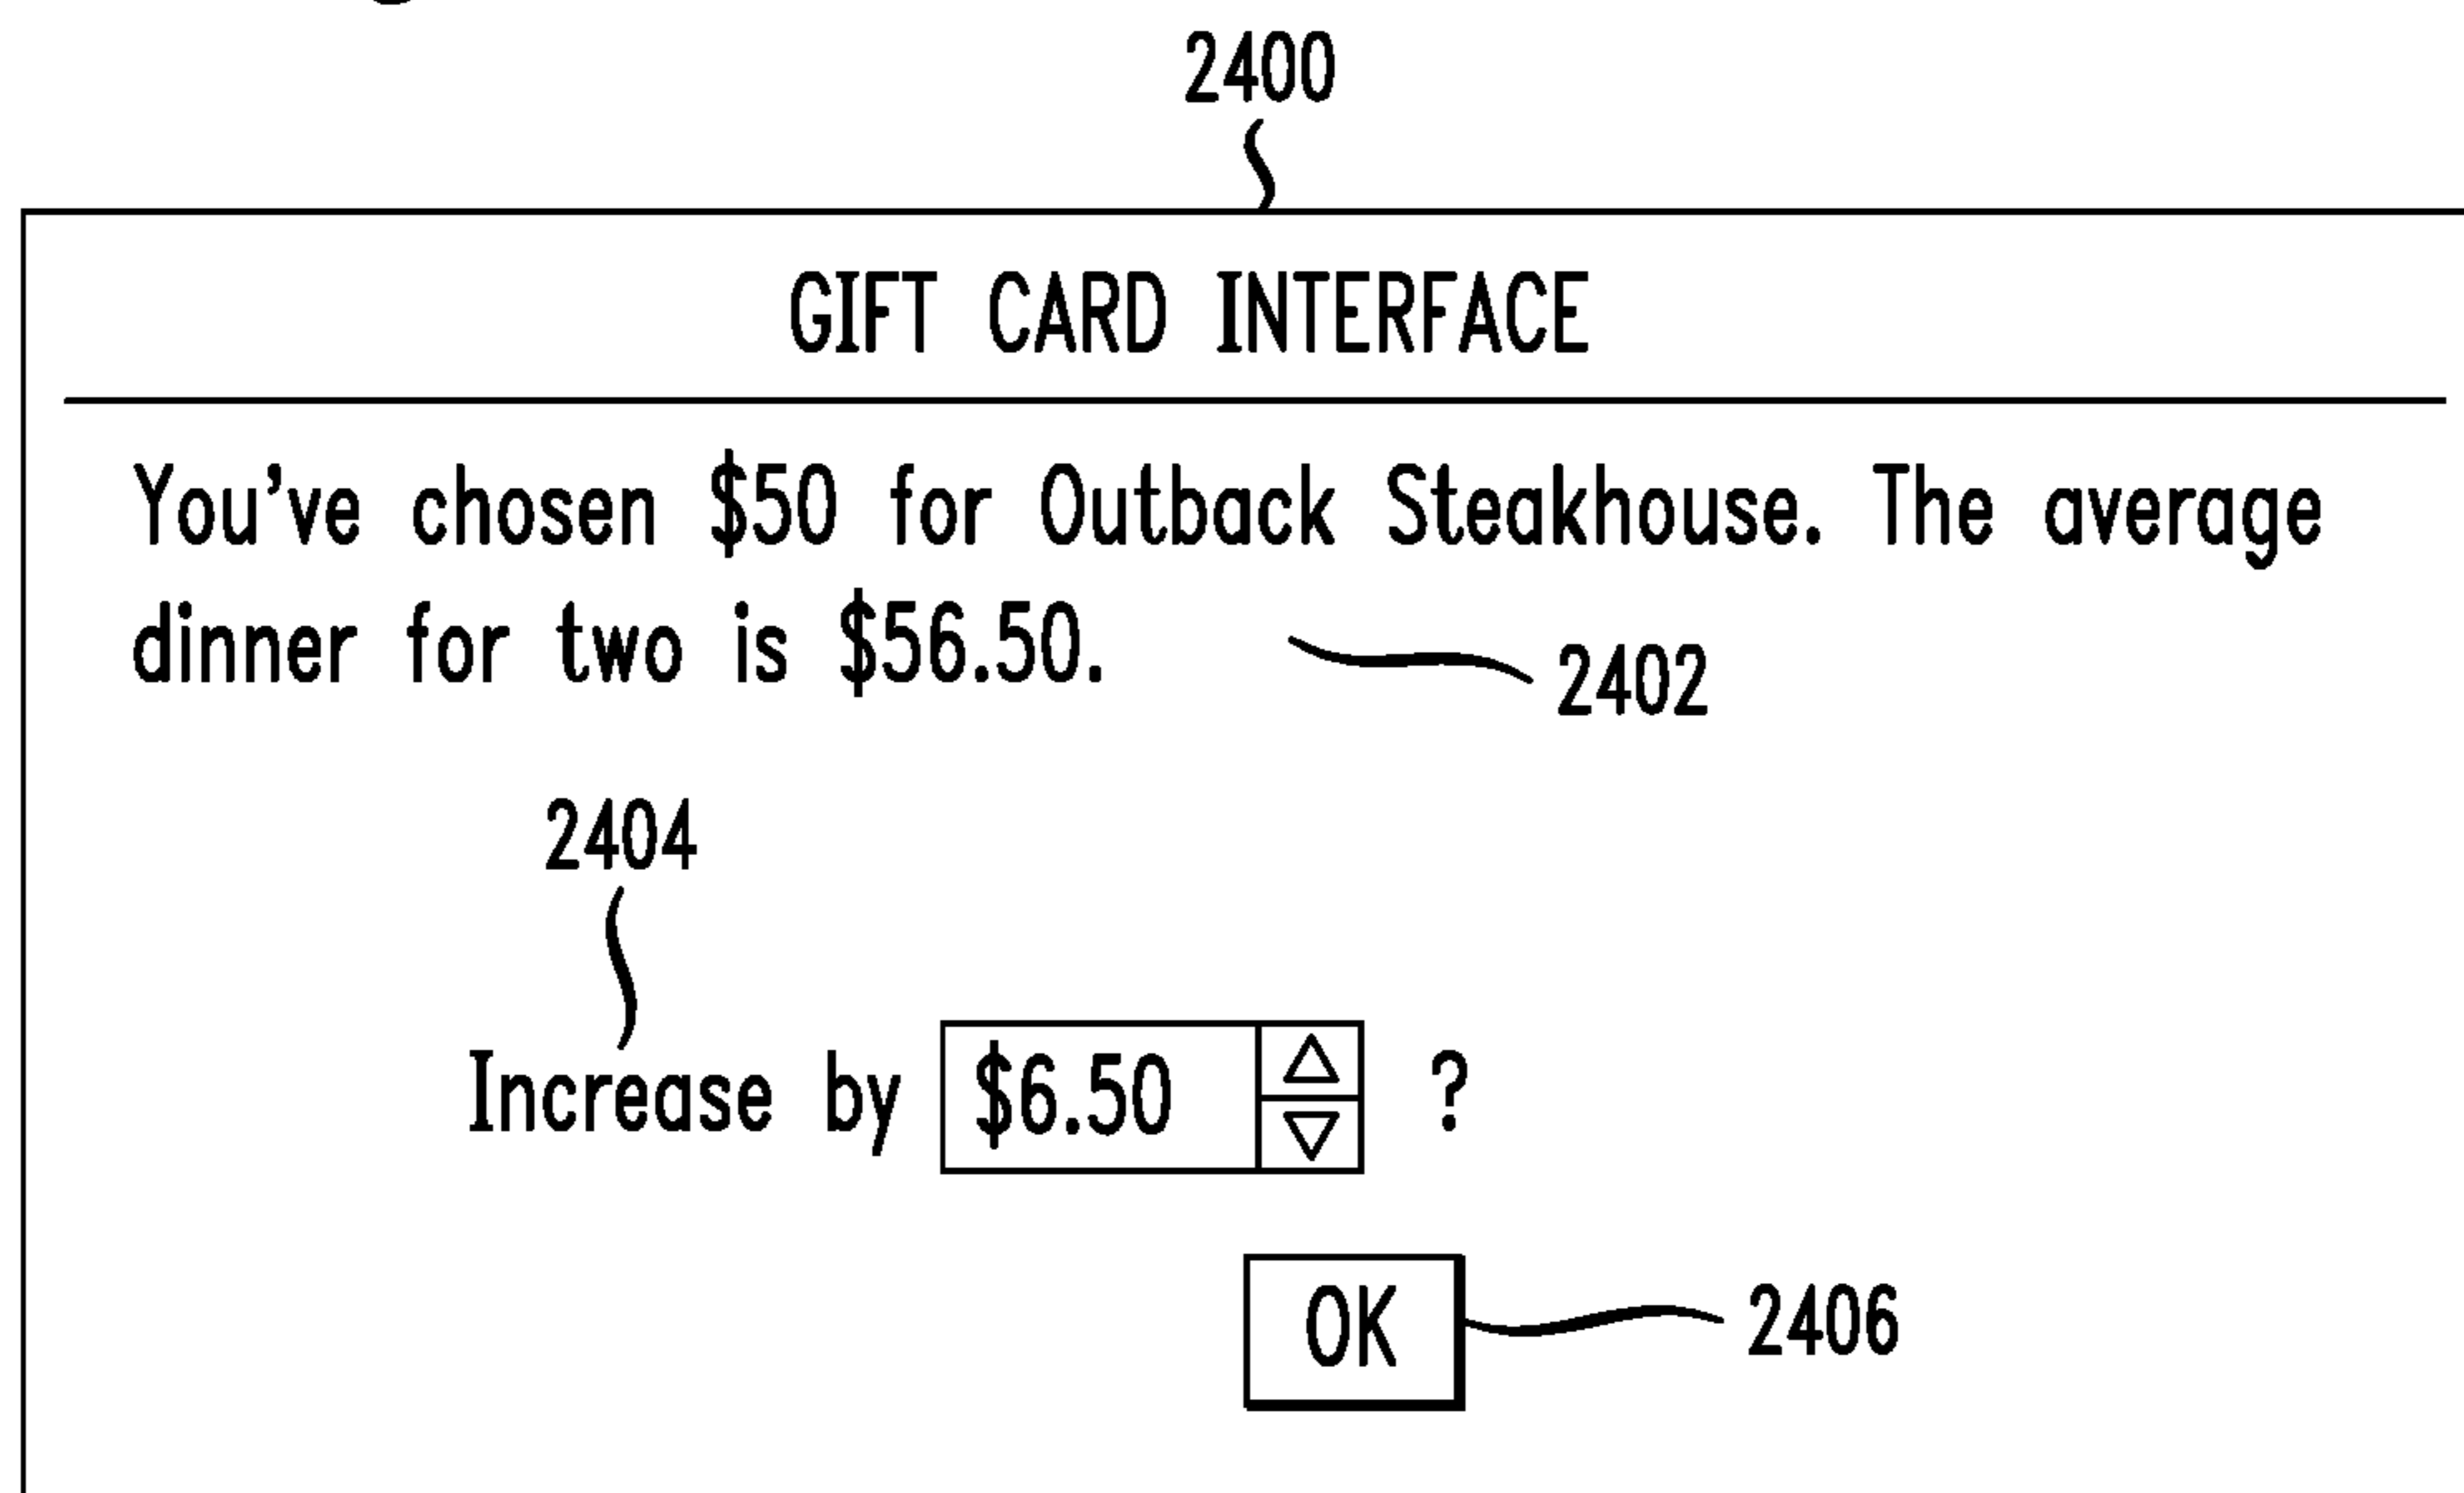 2400
GIFT CARD INTERFACE
You've chosen $50 for Outback Steakhouse. The average
dinner for two is $56.50.
2402
2404
Increase by $6.50 ?
OK 2406